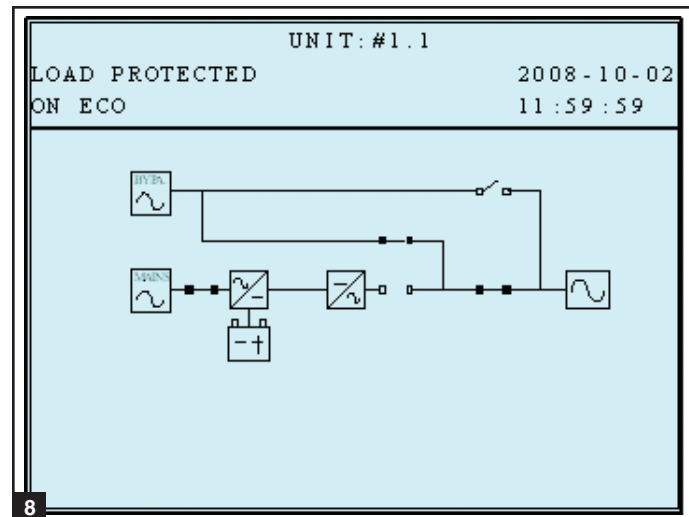 UNIT:#1.1
LOAD PROTECTED
2008-10-02
ON ECO
11:59:59
BYPA.
MAINS
8